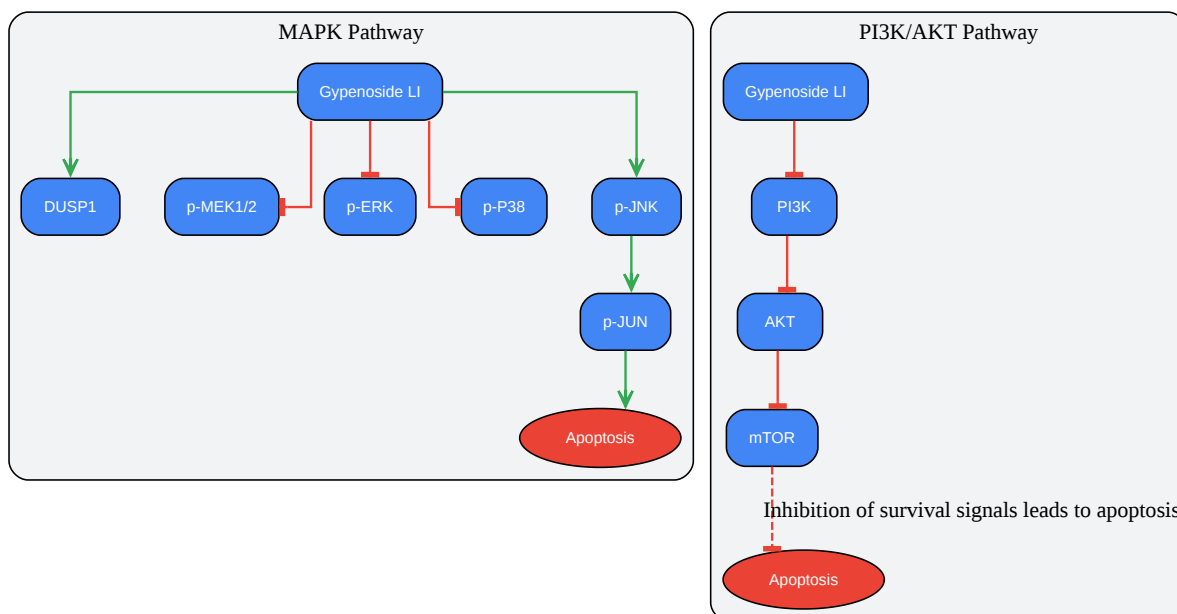 MAPK Pathway
Gypenoside LI
DUSP1
p-MEK1/2
p-ERK
p-P38
p-JNK
p-JUN
Apoptosis
PI3K/AKT Pathway
Gypenoside LI
PI3K
AKT
mTOR
Inhibition of survival signals leads to apoptosis
Apoptosis